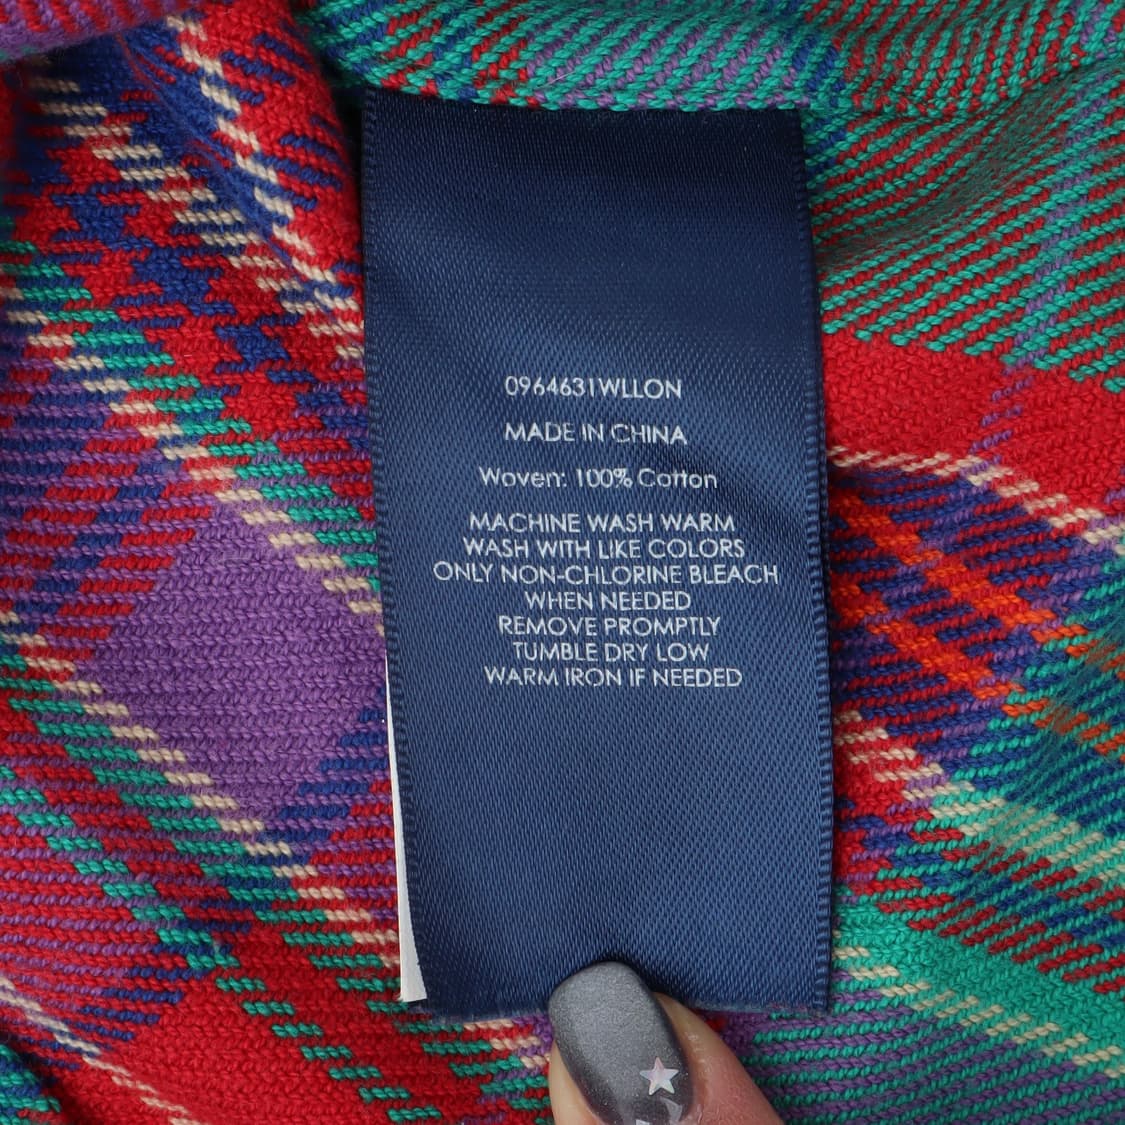 0964631WLLON
MADE IN CHINA
Woven: 100% Cotton
MACHINE WASH WARM
WASH WITH LIKE COLORS
ONLY NON-CHLORINE BLEACH
WHEN NEEDED
REMOVE PROMPTLY
TUMBLE DRY LOW
WARM IRON IF NEEDED